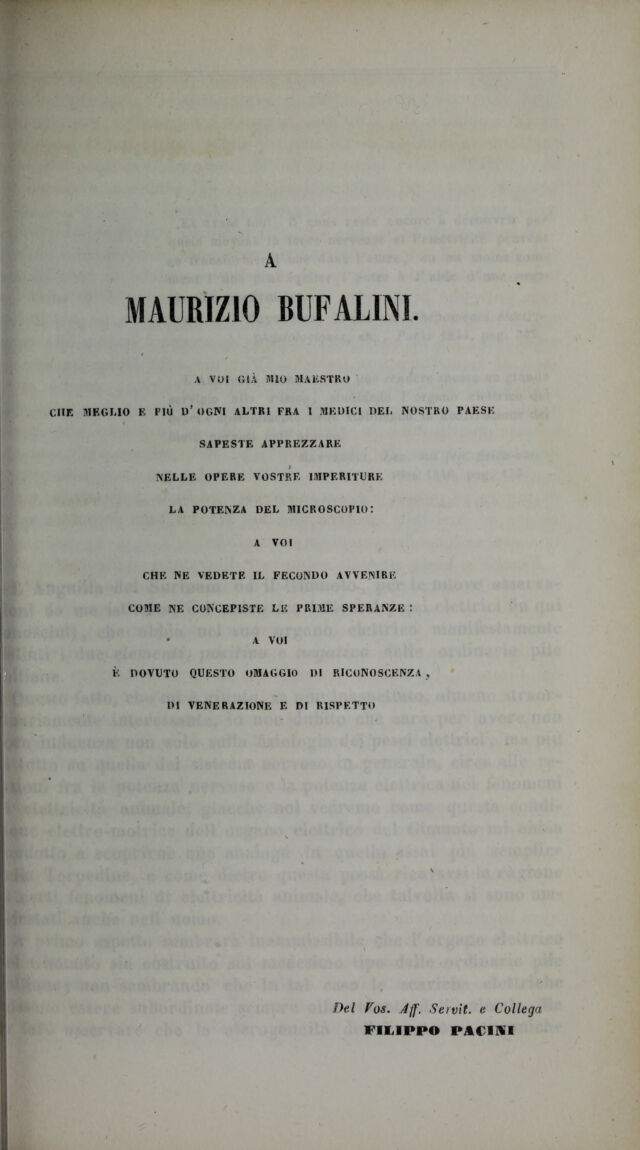 A
MAURIZIO BUFALINI.
A VOI GIÀ MIO MAESTRO
CHE MEGLIO E PIÙ D'OGNI ALTRI FRA I MEDICI DEL NOSTRO PAESE
SAPESTE APPREZZARE
NELLE OPERE VOSTRE IMPERITURE
LA POTENZA DEL MICROSCOPIO:
A VOI
CHE NE VEDETE IL FECONDO AVVENIRE
COME NE CONCEPISTE LE PRIME SPERANZE:
A VOI
È DOVUTO QUESTO OMAGGIO DI RICONOSCENZA,
DI VENERAZIONE E DI RISPETTO
Del Vos. Aff. Servit. e Collega
FILIPPO PACINI